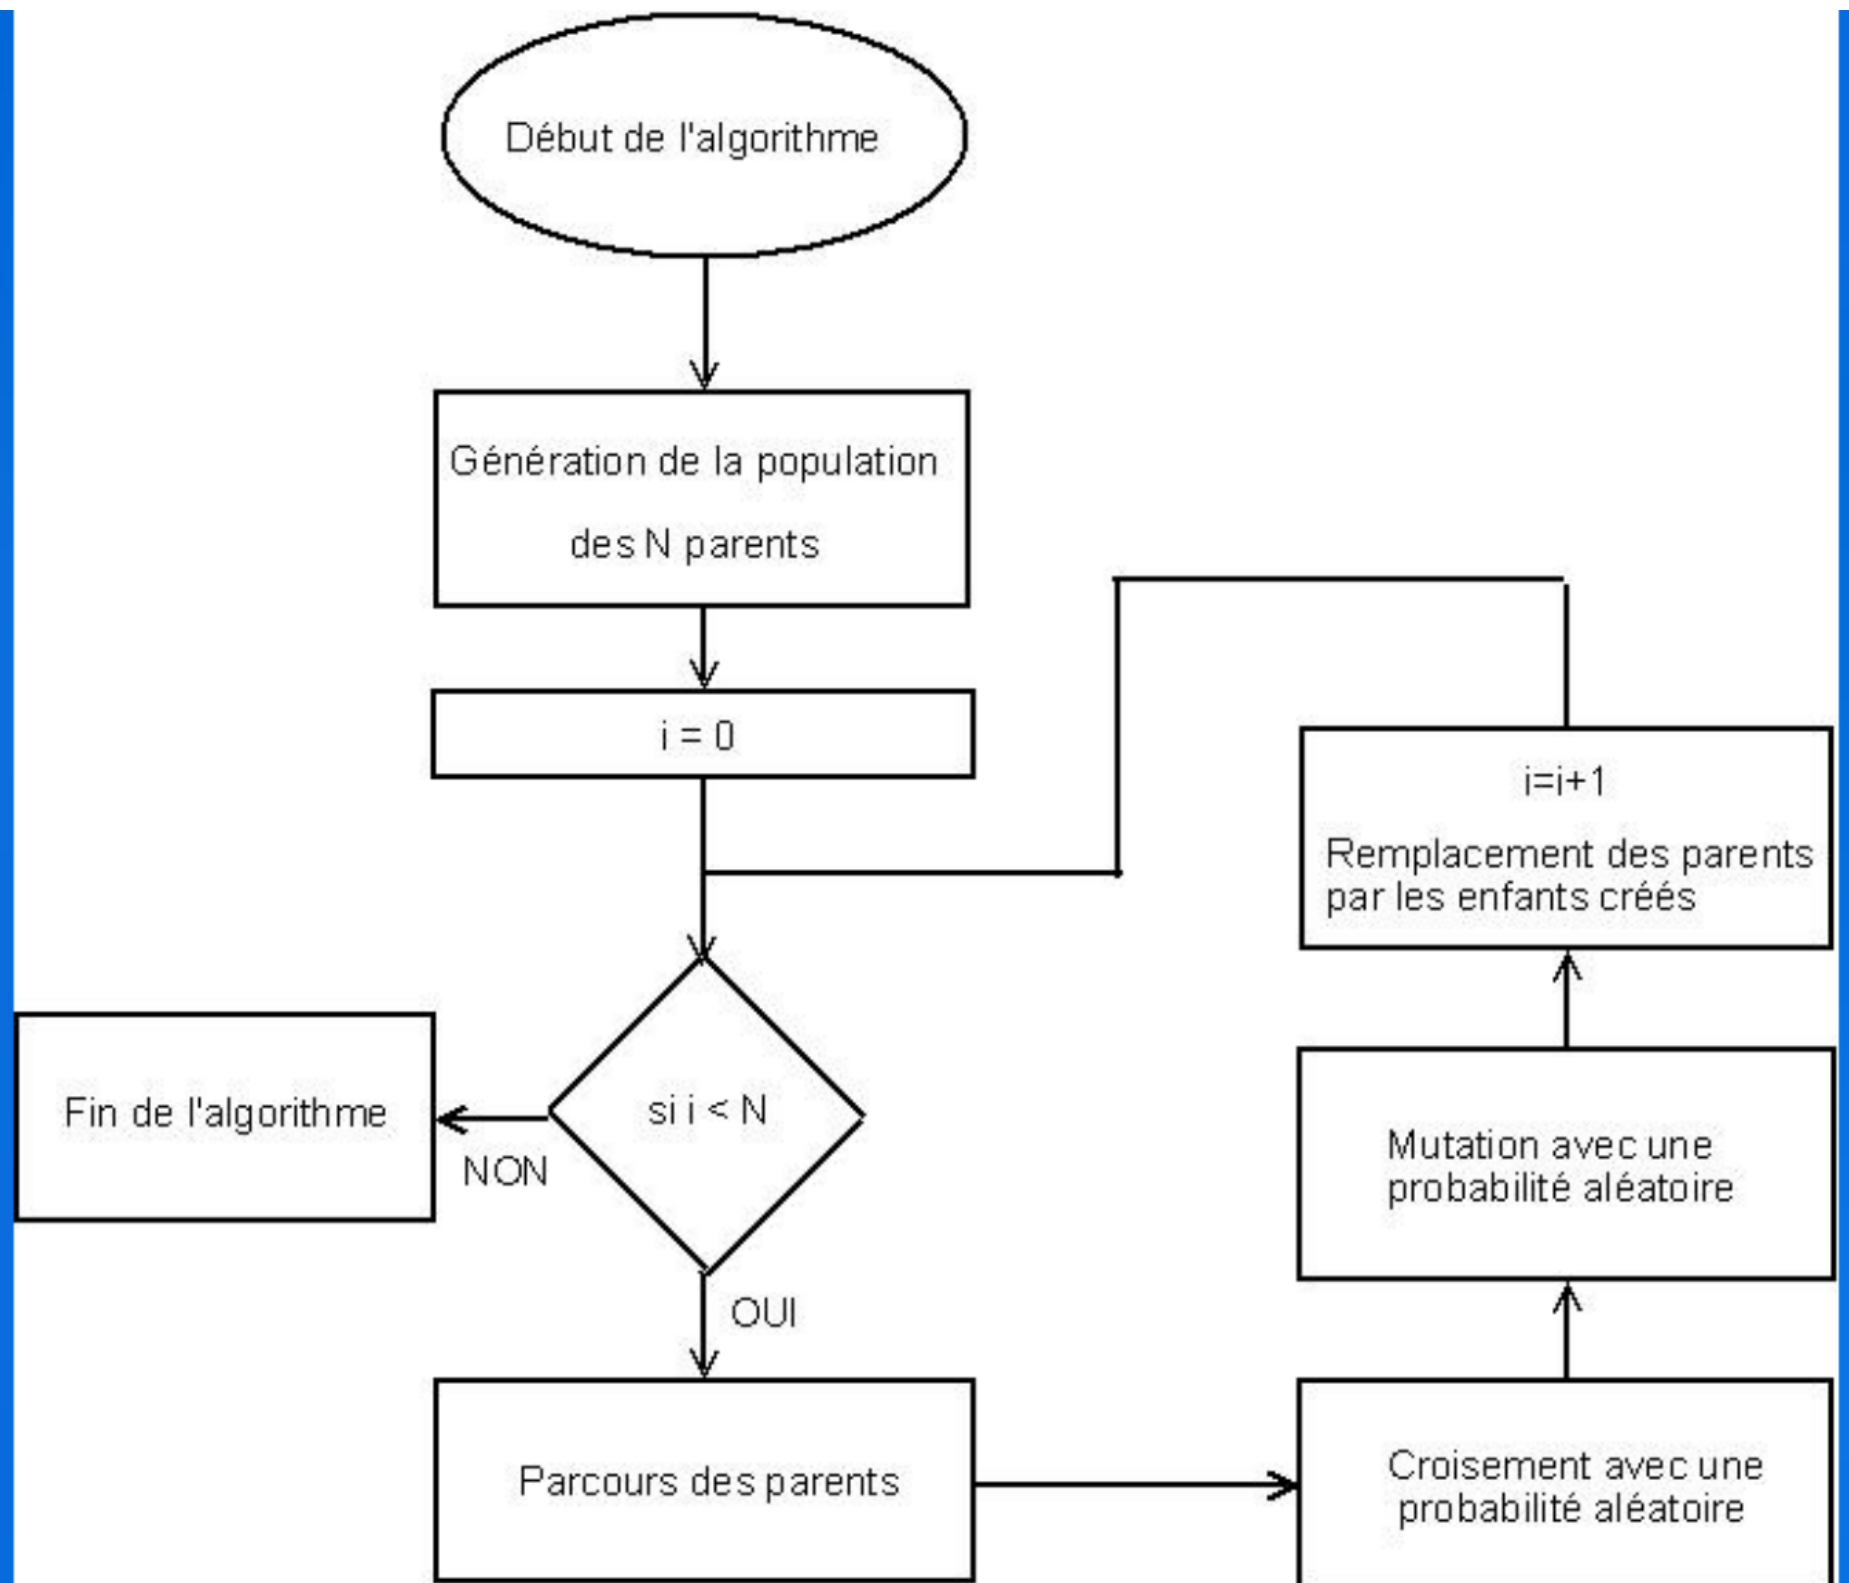 Début de l'algorithme
Génération de la population
des N parents
i = 0
i=i+1
Remplacement des parents
par les enfants créés
si i < N
Fin de l'algorithme
NON
Mutation avec une
probabilité aléatoire
OUI
Parcours des parents
Croisement avec une
probabilité aléatoire